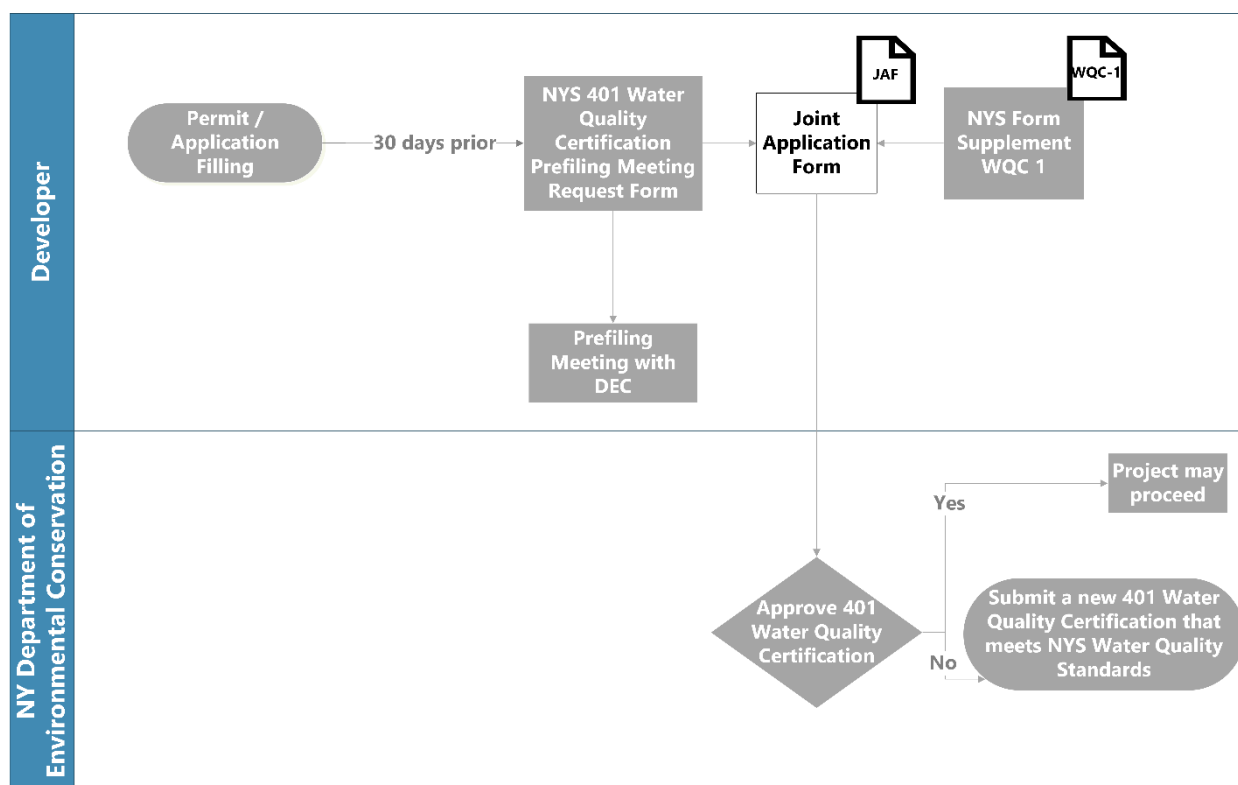 Developer
Permit /
Application
Filling
30 days prior
NYS 401 Water
Quality
Certification
Prefiling Meeting
Request Form
JAF
Joint
Application
Form
WQC-1
NYS Form
Supplement
WQC 1
Prefiling
Meeting with
DEC
NY Department of
Environmental Conservation
Approve 401
Water Quality
Certification
Yes
Project may
proceed
No
Submit a new 401 Water
Quality Certification that
meets NYS Water Quality
Standards